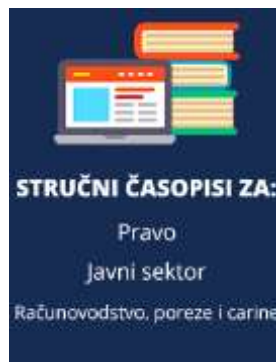 STRUČNI ČASOPISI ZA:
Pravo
Javni sektor
Računovodstvo, poreze i carine